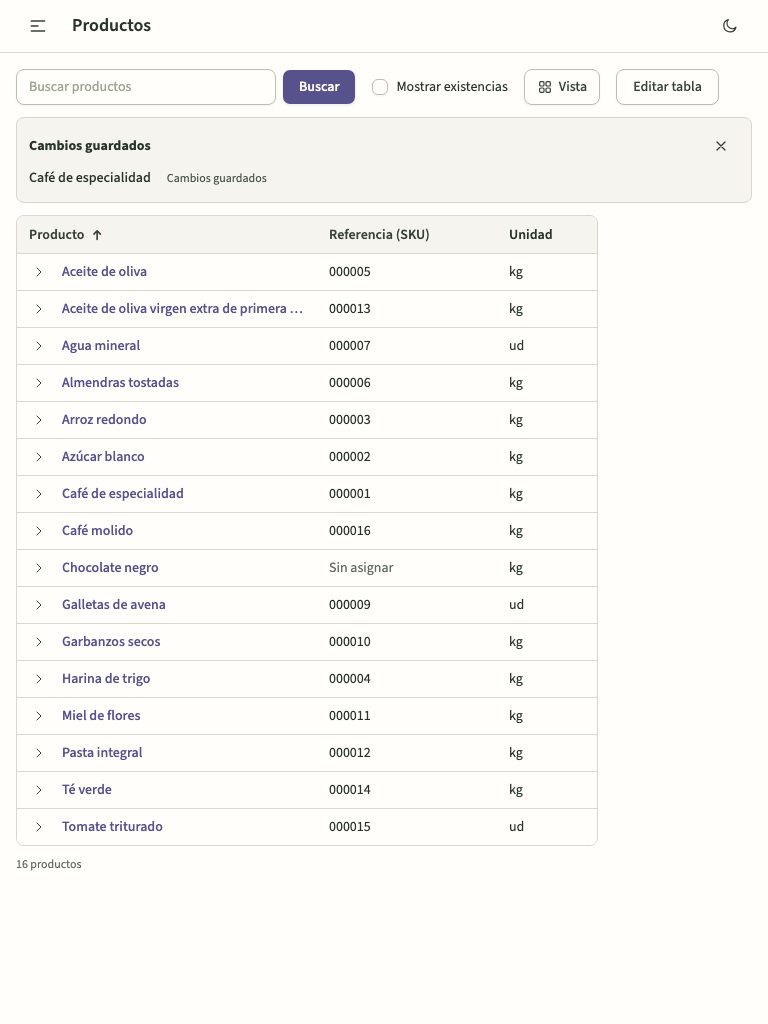 Productos
Buscar productos
Buscar
Mostrar existencias
Vista
Editar tabla
Cambios guardados
Café de especialidad Cambios guardados
Producto Referencia (SKU) Unidad
Aceite de oliva 000005 kg
Aceite de oliva virgen extra de primera … 000013 kg
Agua mineral 000007 ud
Almendras tostadas 000006 kg
Arroz redondo 000003 kg
Azúcar blanco 000002 kg
Café de especialidad 000001 kg
Café molido 000016 kg
Chocolate negro Sin asignar kg
Galletas de avena 000009 ud
Garbanzos secos 000010 kg
Harina de trigo 000004 kg
Miel de flores 000011 kg
Pasta integral 000012 kg
Té verde 000014 kg
Tomate triturado 000015 ud
16 productos